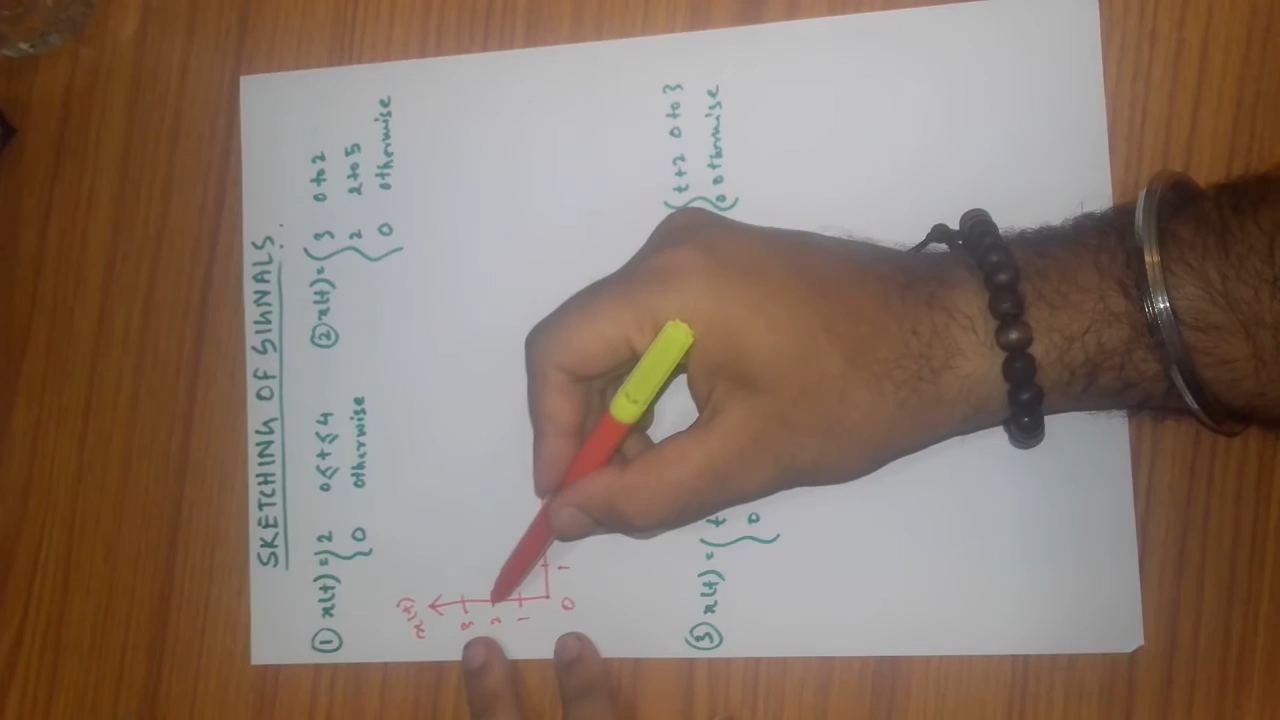 SKETCHING OF SIGNALS
① x(t) = { 2 0≤t≤4
0 otherwise
② x(t) = { 3 0 to 2
2 2 to 5
0 otherwise
x(t)
3
2
1
0 1
③ x(t) = { t
0
{ t+2 0 to 3
0 otherwise